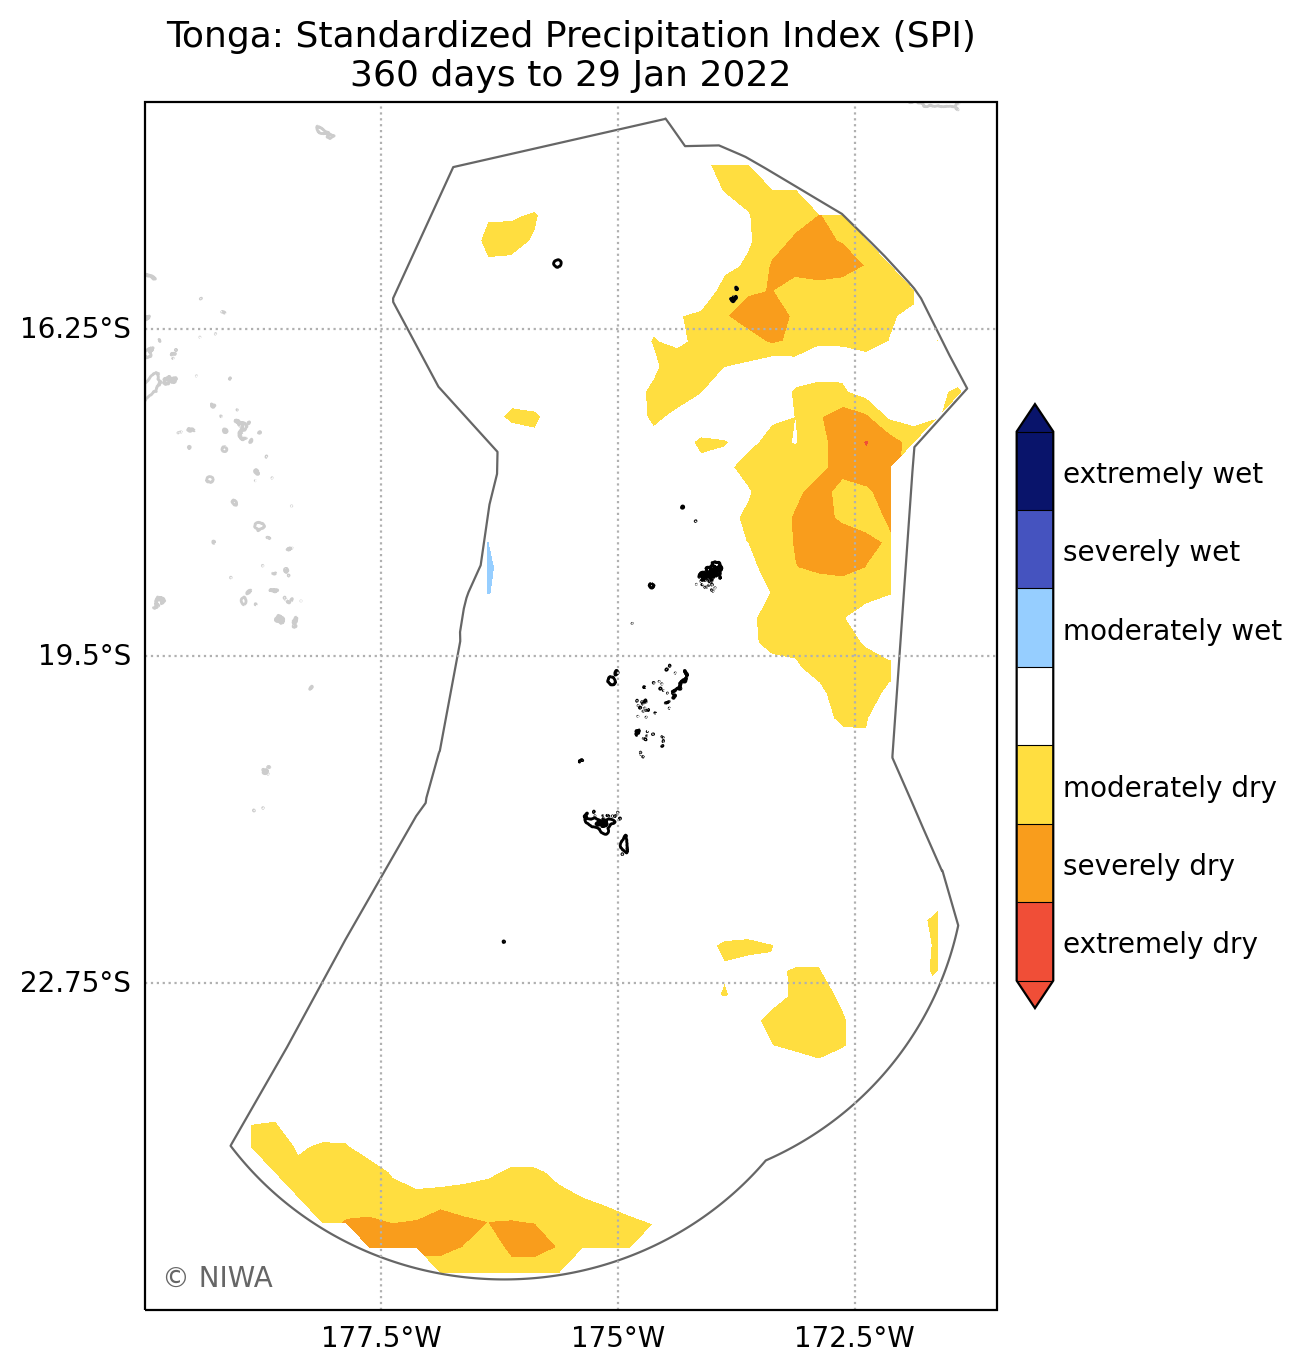 Tonga: Standardized Precipitation Index (SPI)
360 days to 29 Jan 2022
16.25°S
19.5°S
22.75°S
177.5°W
175°W
172.5°W
extremely wet
severely wet
moderately wet
moderately dry
severely dry
extremely dry
© NIWA